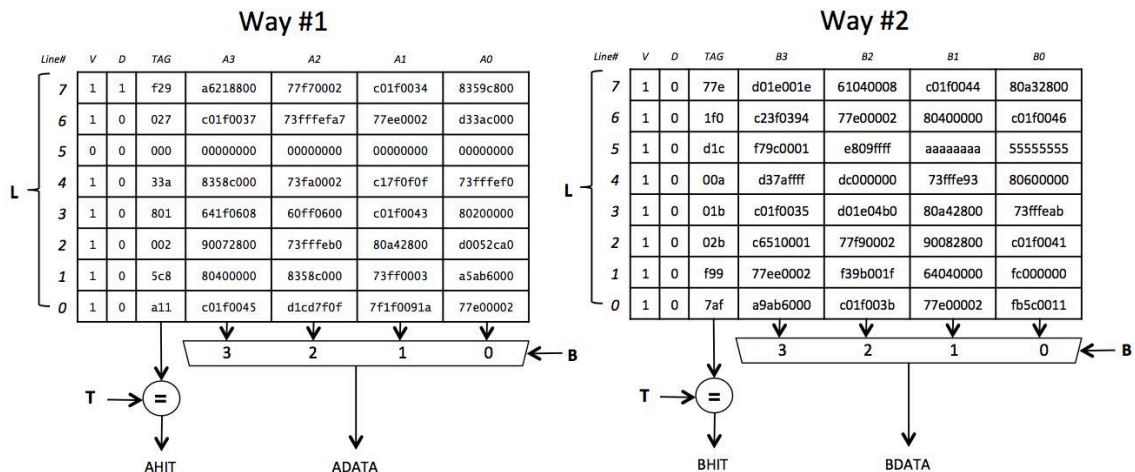 Way #1
Line# V D TAG A3 A2 A1 A0
7 1 1 f29 a6218800 77f70002 c01f0034 8359c800
6 1 0 027 c01f0037 73fffefa7 77ee0002 d33ac000
5 0 0 000 00000000 00000000 00000000 00000000
L
4 1 0 33a 8358c000 73fa0002 c17f0f0f 73fffef0
3 1 0 801 641f0608 60ff0600 c01f0043 80200000
2 1 0 002 90072800 73fffeb0 80a42800 d0052ca0
1 1 0 5c8 80400000 8358c000 73ff0003 a5ab6000
0 1 0 a11 c01f0045 d1cd7f0f 7f1f0091a 77e00002
3 2 1 0 B
T =
AHIT ADATA
Way #2
Line# V D TAG B3 B2 B1 B0
7 1 0 77e d01e001e 61040008 c01f0044 80a32800
6 1 0 1f0 c23f0394 77e00002 80400000 c01f0046
5 1 0 d1c f79c0001 e809ffff aaaaaaaa 55555555
L
4 1 0 00a d37affff dc000000 73fffe93 80600000
3 1 0 01b c01f0035 d01e04b0 80a42800 73fffeab
2 1 0 02b c6510001 77f90002 90082800 c01f0041
1 1 0 f99 77ee0002 f39b001f 64040000 fc000000
0 1 0 7af a9ab6000 c01f003b 77e00002 fb5c0011
3 2 1 0 B
T =
BHIT BDATA